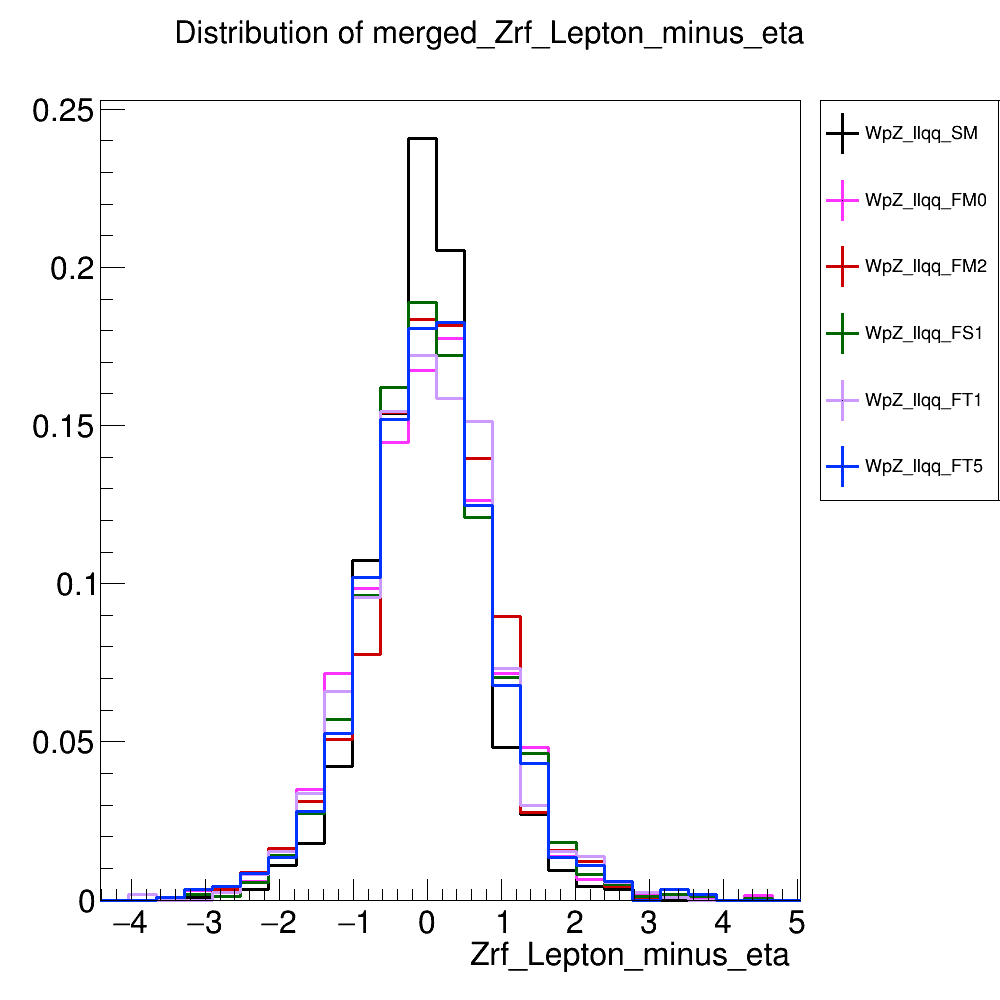 Distribution of merged_Zrf_Lepton_minus_eta
0.25
0.2
0.15
0.1
0.05
0
−4 −3 −2 −1 0 1 2 3 4 5
Zrf_Lepton_minus_eta
WpZ_llqq_SM
WpZ_llqq_FM0
WpZ_llqq_FM2
WpZ_llqq_FS1
WpZ_llqq_FT1
WpZ_llqq_FT5